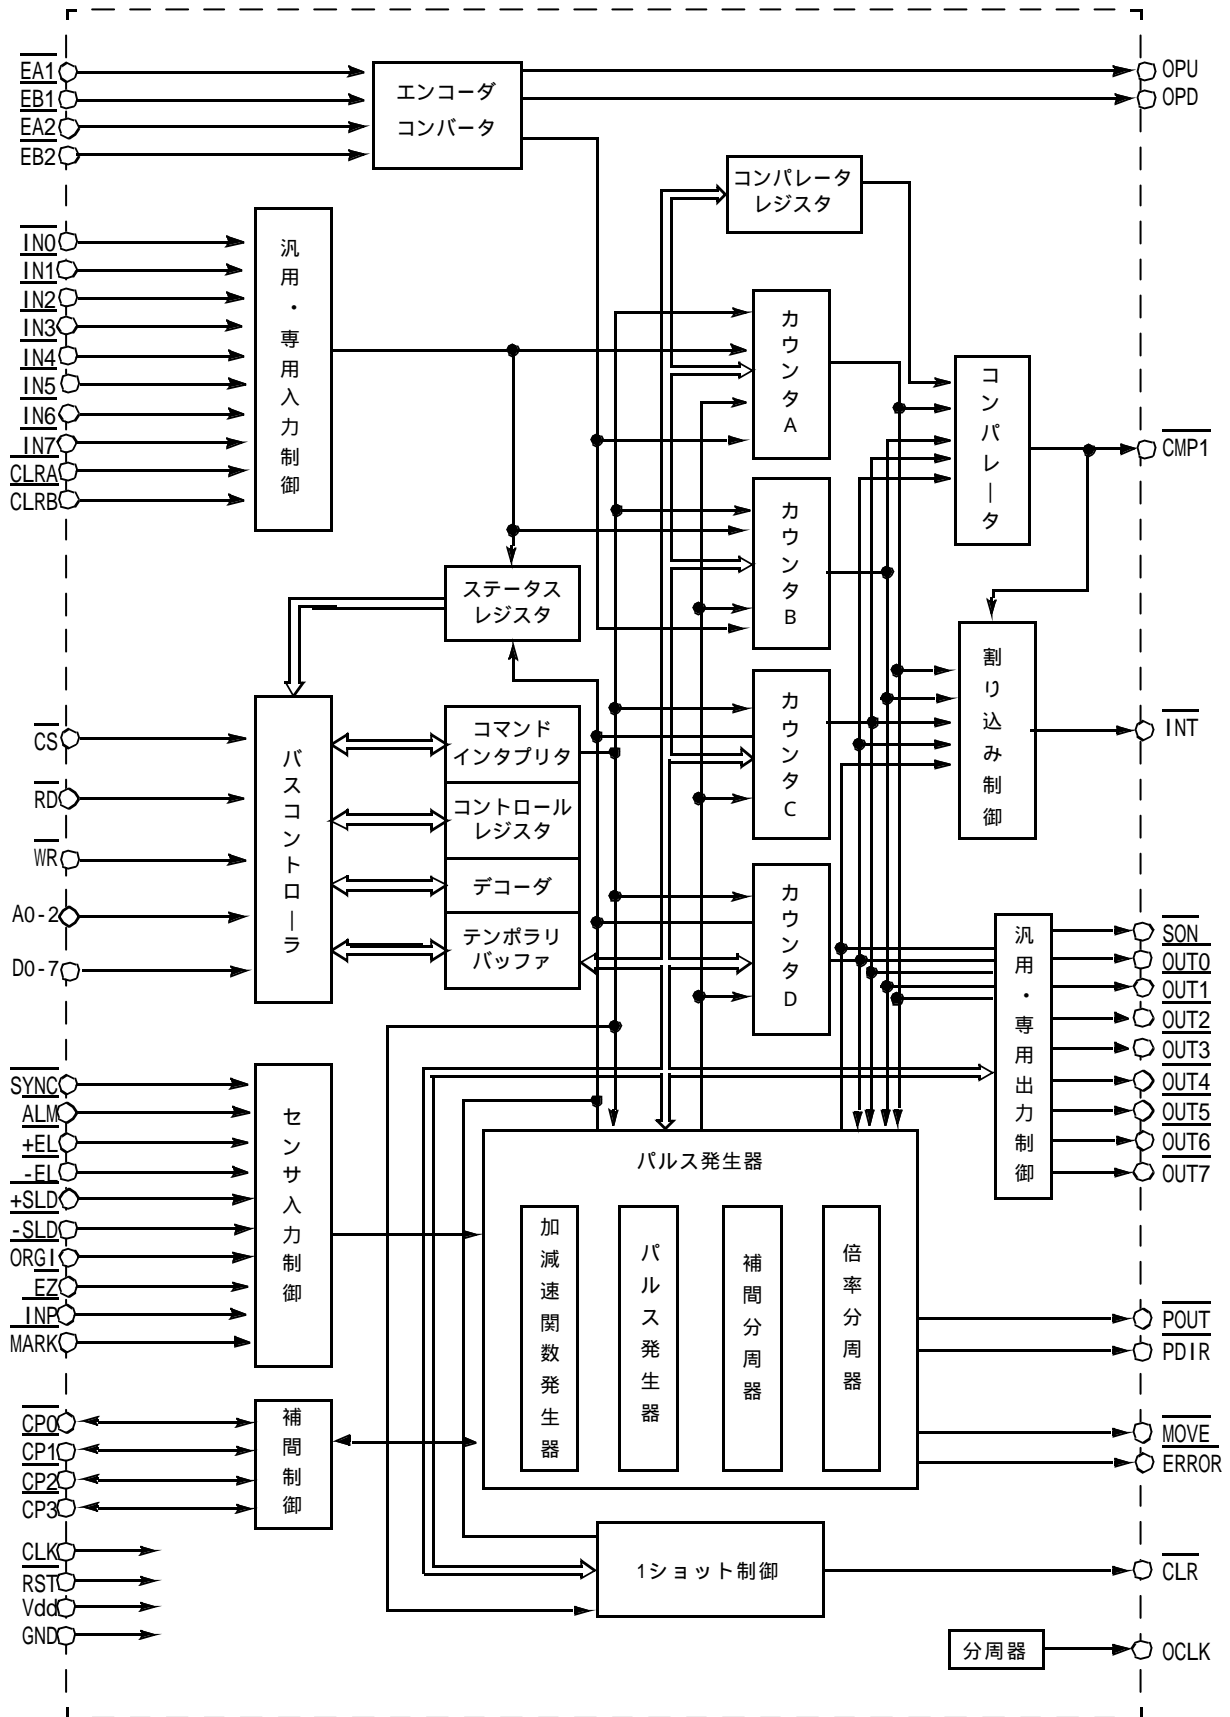 EA1
EB1
EA2
EB2
エンコーダ
コンバータ
OPU
OPD
コンパレータ
レジスタ
IN0
IN1
IN2
IN3
IN4
IN5
IN6
IN7
CLRA
CLRB
汎用・専用入力制御
カウンタA
コンパレータ
CMP1
カウンタB
ステータス
レジスタ
割り込み制御
INT
CS
RD
WR
A0-2
D0-7
バスコントローラ
コマンド
インタプリタ
コントロール
レジスタ
デコーダ
テンポラリ
バッファ
カウンタC
カウンタD
汎用・専用出力制御
SON
OUT0
OUT1
OUT2
OUT3
OUT4
OUT5
OUT6
OUT7
SYNC
ALM
+EL
-EL
+SLD
-SLD
ORGI
EZ
INP
MARK
センサ入力制御
パルス発生器
加減速関数発生器
パルス発生器
補間分周器
倍率分周器
POUT
PDIR
MOVE
ERROR
CP0
CP1
CP2
CP3
補間制御
CLK
RST
Vdd
GND
1ショット制御
CLR
分周器
OCLK